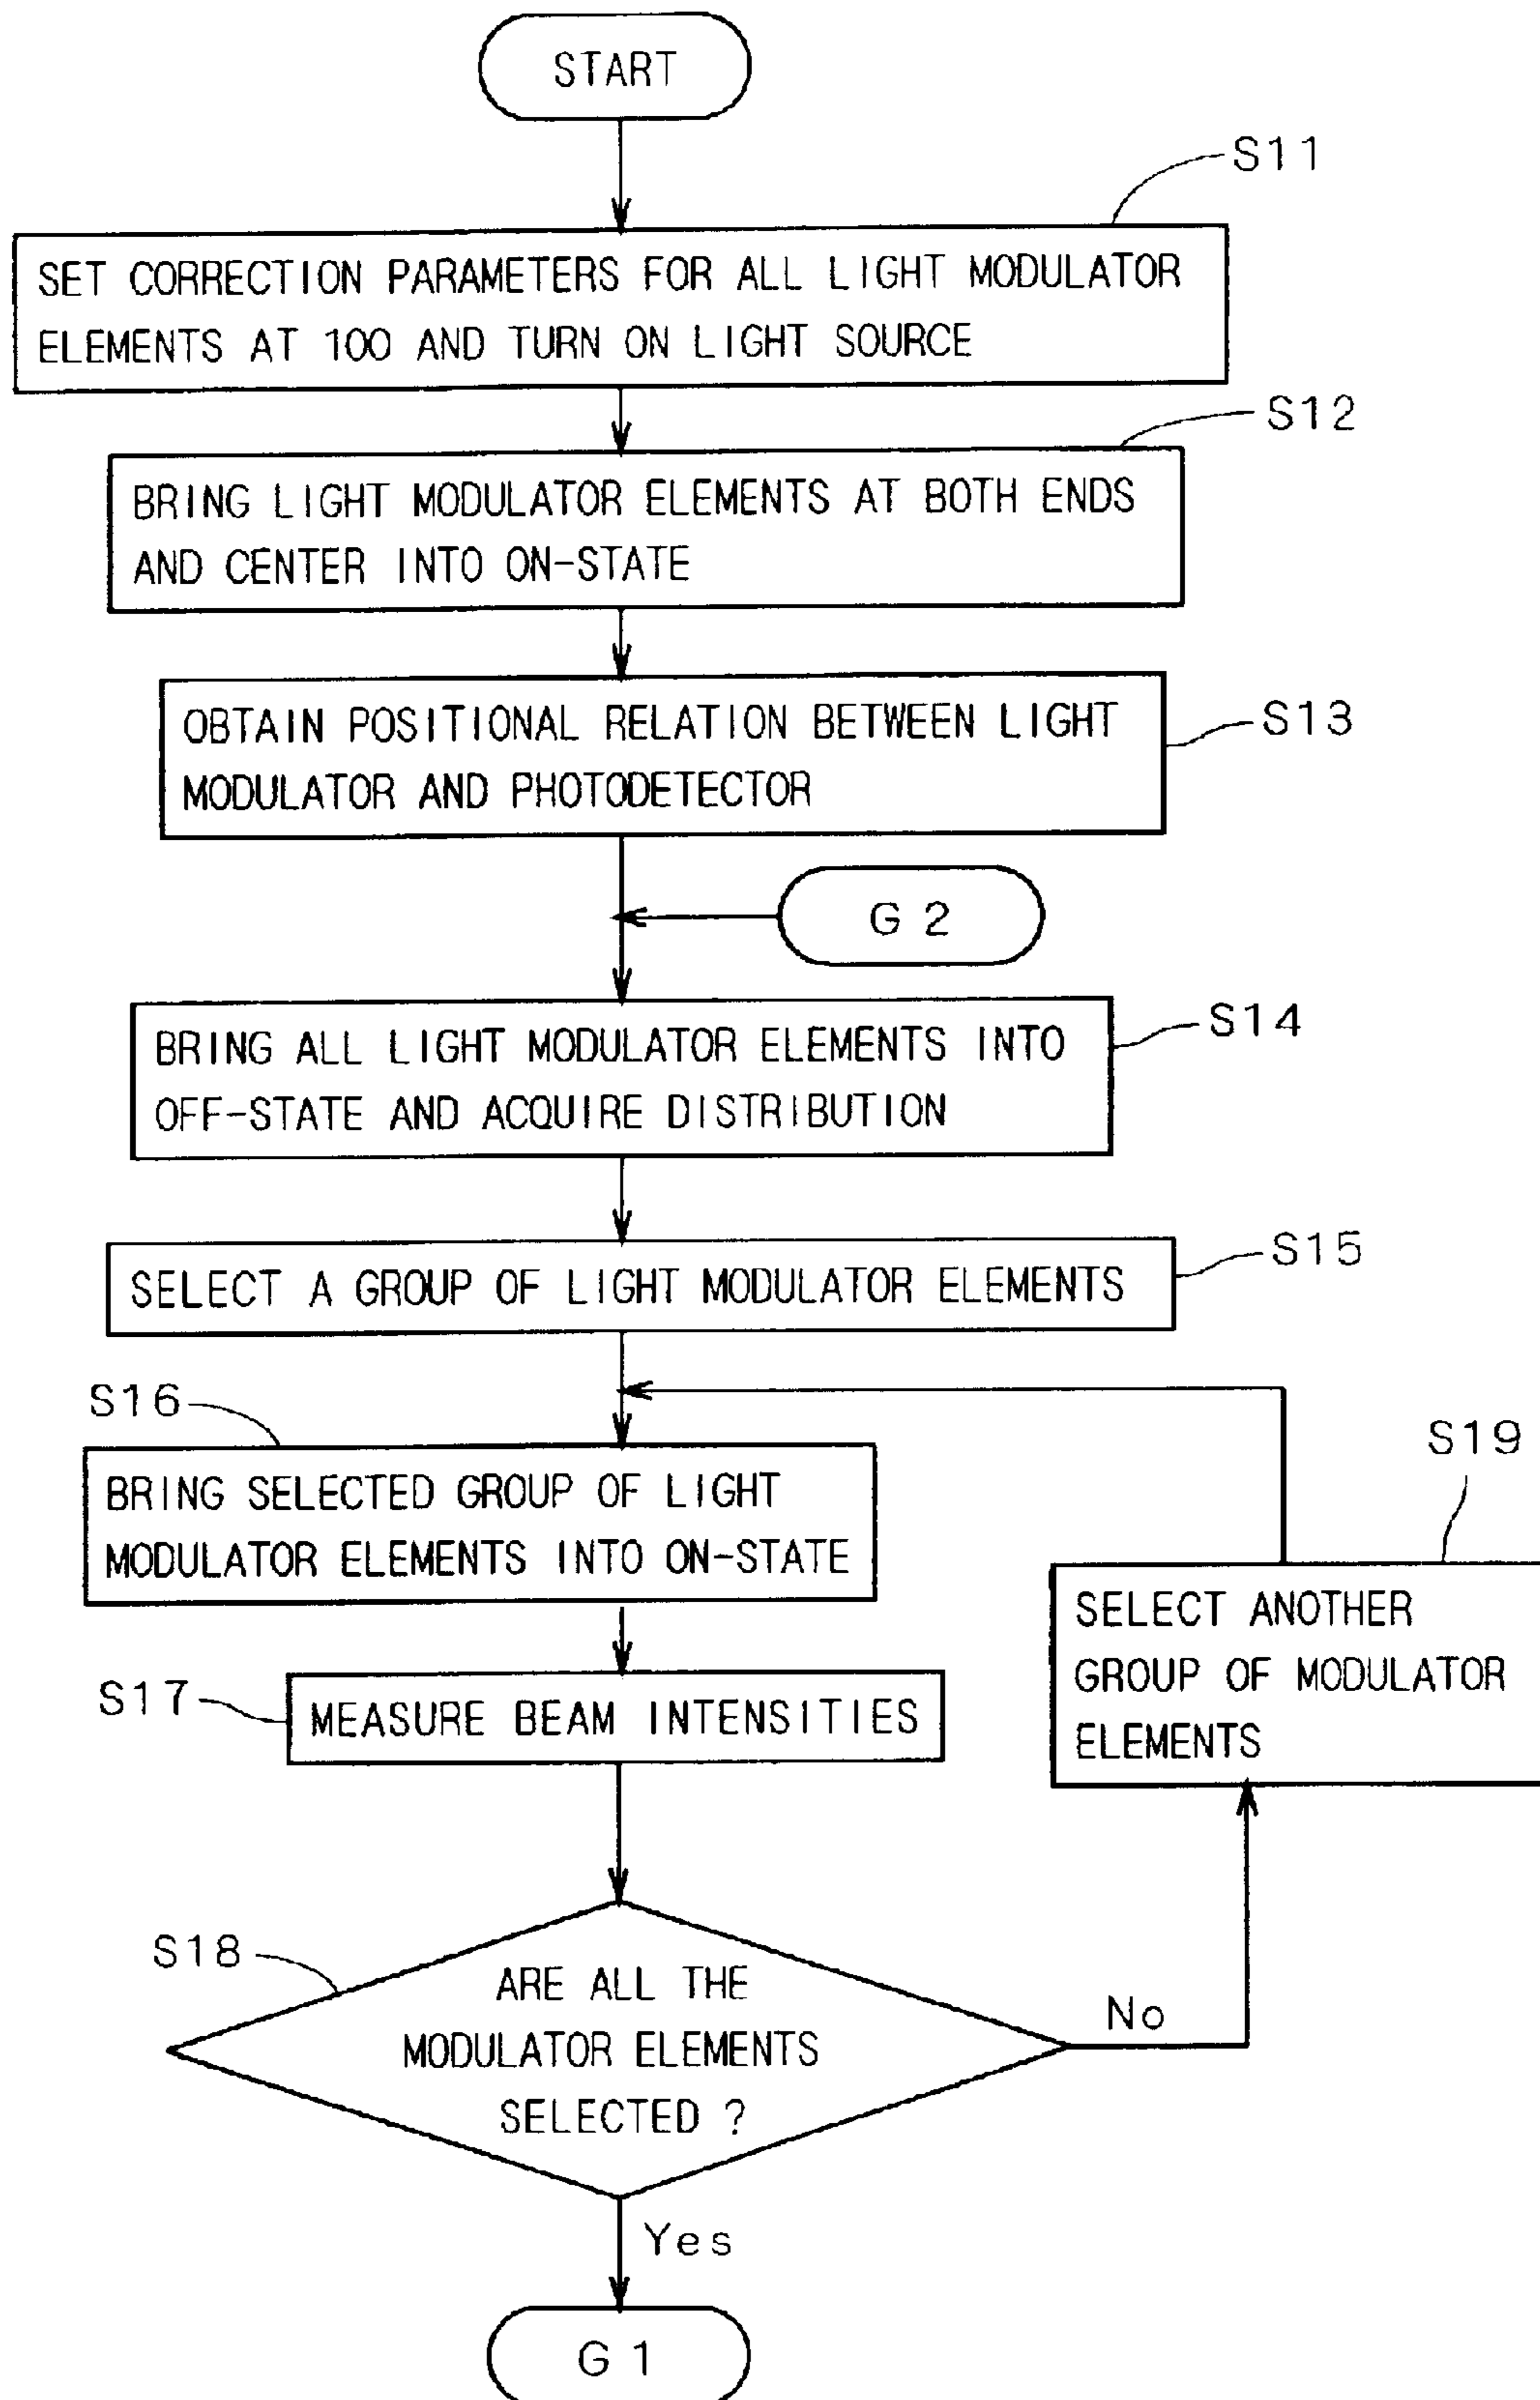 START
S11
SET CORRECTION PARAMETERS FOR ALL LIGHT MODULATOR
ELEMENTS AT 100 AND TURN ON LIGHT SOURCE
S12
BRING LIGHT MODULATOR ELEMENTS AT BOTH ENDS
AND CENTER INTO ON-STATE
S13
OBTAIN POSITIONAL RELATION BETWEEN LIGHT
MODULATOR AND PHOTODETECTOR
G 2
S14
BRING ALL LIGHT MODULATOR ELEMENTS INTO
OFF-STATE AND ACQUIRE DISTRIBUTION
S15
SELECT A GROUP OF LIGHT MODULATOR ELEMENTS
S16
BRING SELECTED GROUP OF LIGHT
MODULATOR ELEMENTS INTO ON-STATE
S19
SELECT ANOTHER
GROUP OF MODULATOR
ELEMENTS
S17
MEASURE BEAM INTENSITIES
S18
ARE ALL THE
MODULATOR ELEMENTS
SELECTED ?
No
Yes
G 1